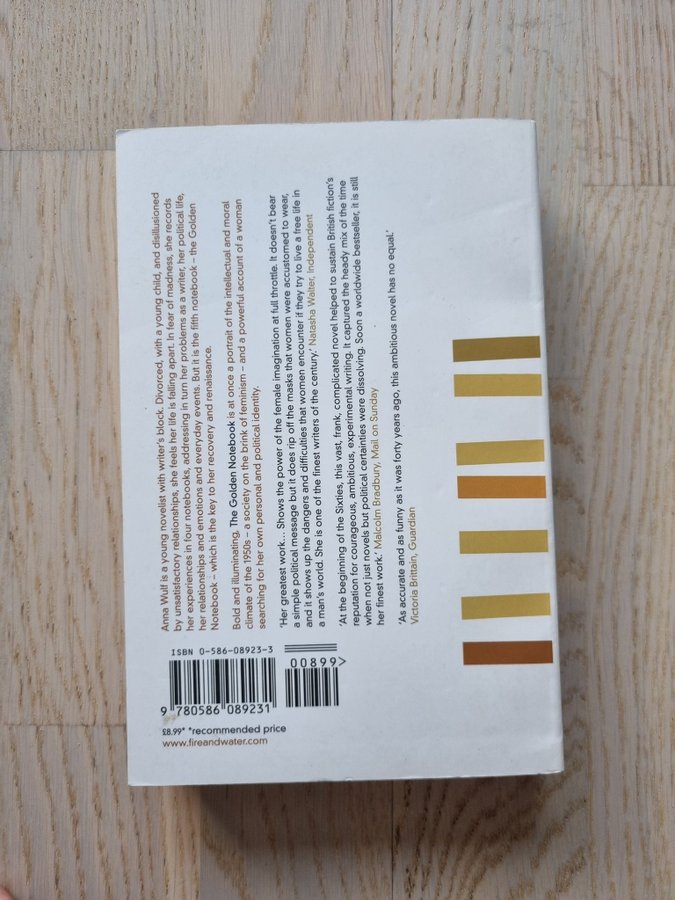 Anna Wulf is a young novelist with writer's block. Divorced, with a young child, and disillusioned
by unsatisfactory relationships, she feels her life is falling apart. In fear of madness, she records
her experiences in four notebooks, addressing in turn her problems as a writer, her political life,
her relationships and emotions and everyday events. But it is the fifth notebook – the Golden
Notebook – which is the key to her recovery and renaissance.
Bold and illuminating, The Golden Notebook is at once a portrait of the intellectual and moral
climate of the 1950s – a society on the brink of feminism – and a powerful account of a woman
searching for her own personal and political identity.
'Her greatest work... Shows the power of the female imagination at full throttle. It doesn't bear
a simple political message but it does rip off the masks that women were accustomed to wear,
and it shows up the dangers and difficulties that women encounter if they try to live a free life in
a man's world. She is one of the finest writers of the century.' Natasha Walter, Independent
'At the beginning of the Sixties, this vast, frank, complicated novel helped to sustain British fiction's
reputation for courageous, ambitious, experimental writing. It captured the heady mix of the time
when not just novels but political certainties were dissolving. Soon a worldwide bestseller, it is still
her finest work.' Malcolm Bradbury, Mail on Sunday
'As accurate and as funny as it was forty years ago, this ambitious novel has no equal.'
Victoria Brittain, Guardian
ISBN 0-586-08923-3
00899>
9 780586 089231
£8.99* *recommended price
www.fireandwater.com